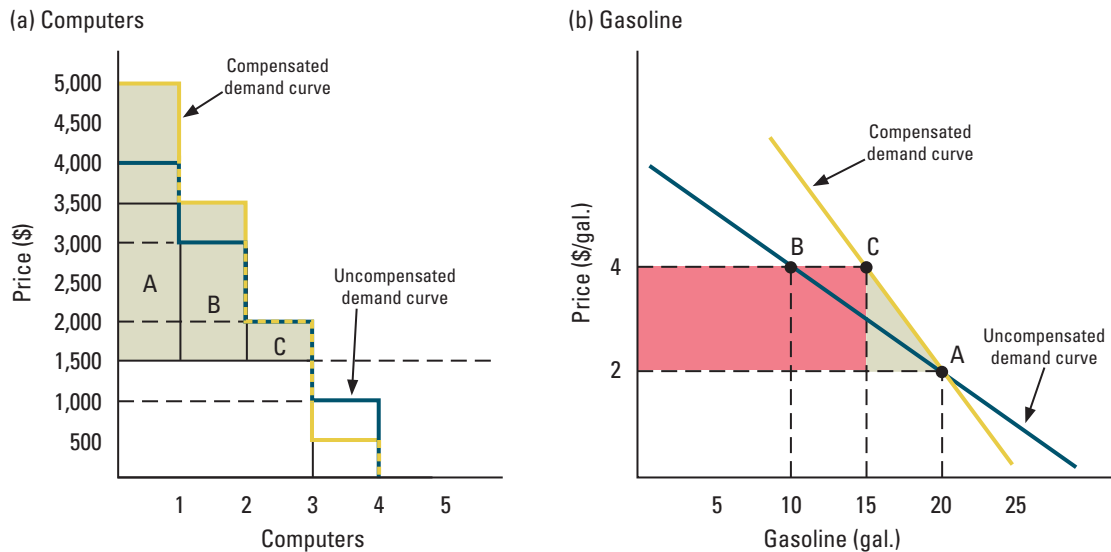 (a) Computers
Price ($)
5,000
4,500
4,000
3,500
3,000
2,500
2,000
1,500
1,000
500
Compensated
demand curve
A
B
C
Uncompensated
demand curve
1 2 3 4 5
Computers
(b) Gasoline
Price ($/gal.)
4
2
Compensated
demand curve
B
C
A
Uncompensated
demand curve
5 10 15 20 25
Gasoline (gal.)